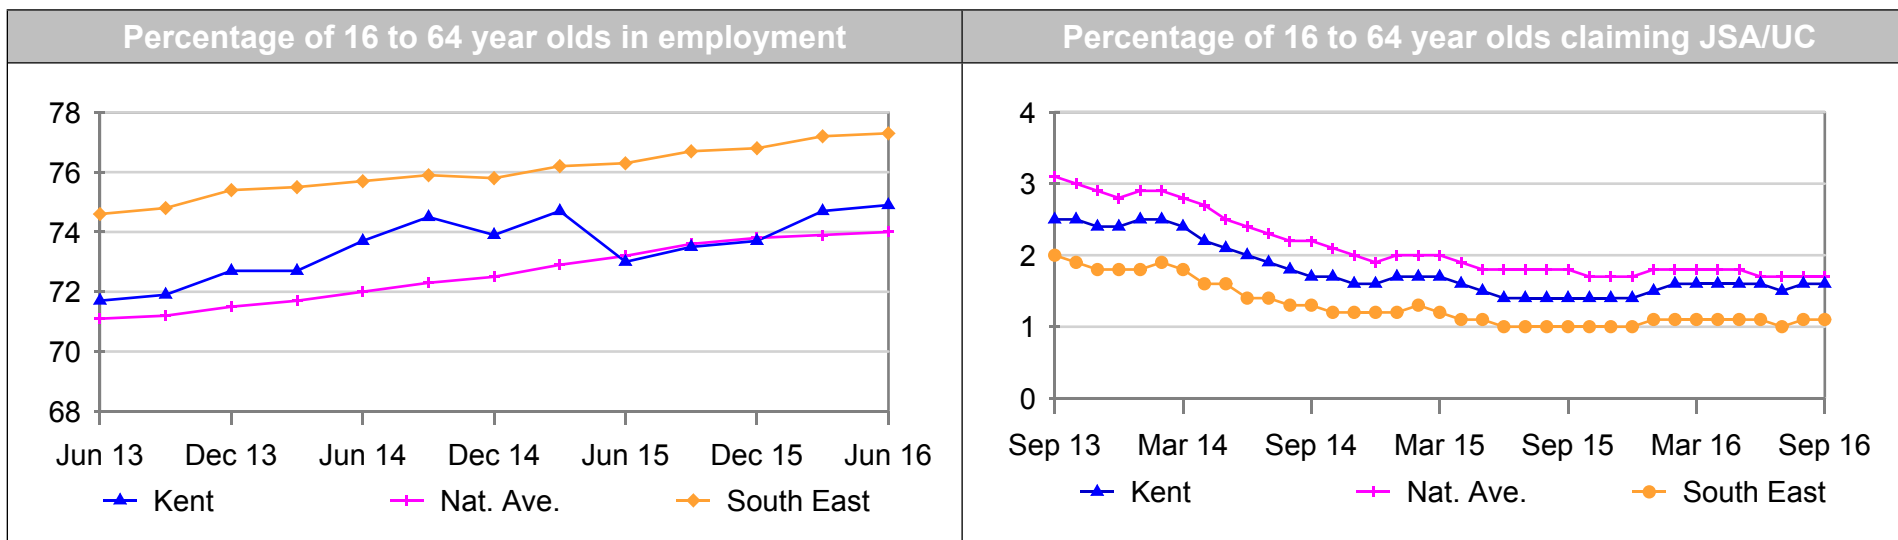 Percentage of 16 to 64 year olds in employment
78
76
74
72
70
68
Jun 13 Dec 13 Jun 14 Dec 14 Jun 15 Dec 15 Jun 16
Kent Nat. Ave. South East
Percentage of 16 to 64 year olds claiming JSA/UC
4
3
2
1
0
Sep 13 Mar 14 Sep 14 Mar 15 Sep 15 Mar 16 Sep 16
Kent Nat. Ave. South East